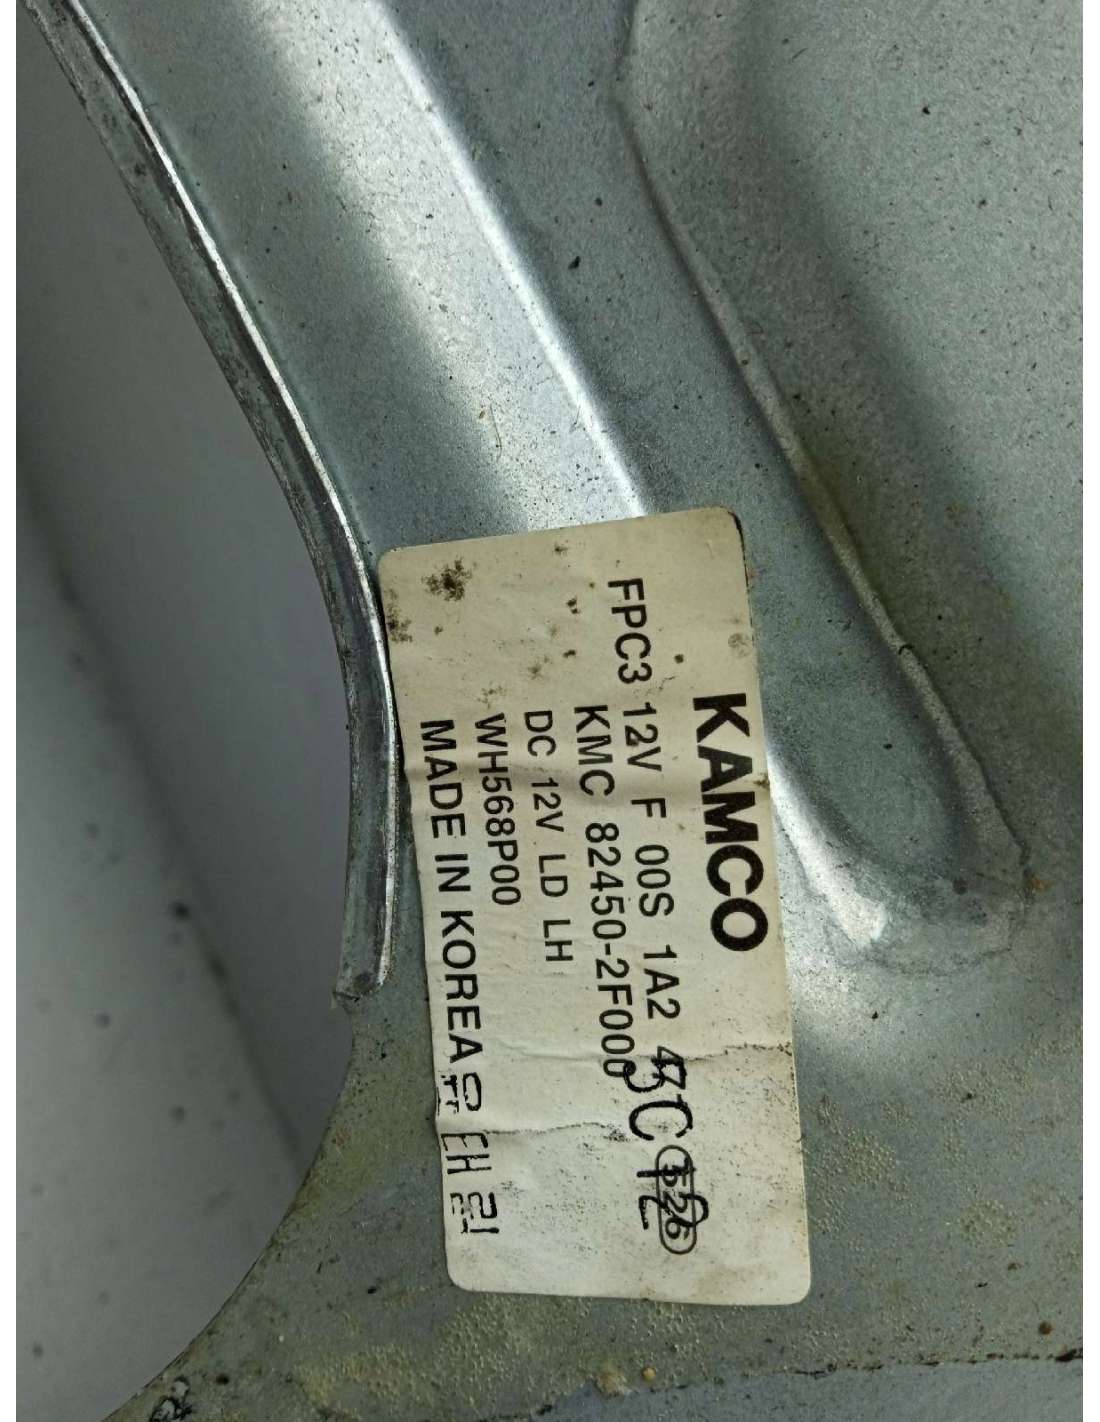 KAMCO
FPC3 12V F 00S 1A2
KMC 82450-2F000
DC 12V LD LH
WH568P00
MADE IN KOREA